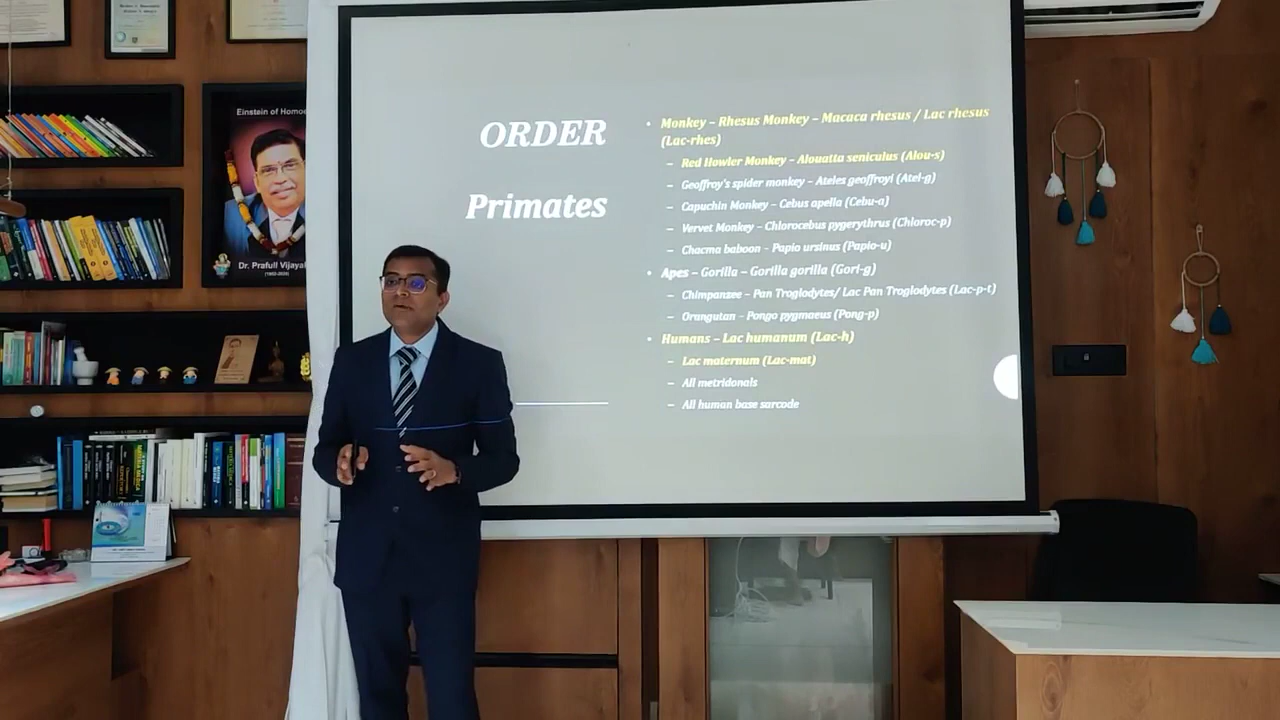 Einstein of Homoe
Dr. Prafull Vijayal
ORDER
Primates
• Monkey – Rhesus Monkey – Macaca rhesus / Lac rhesus
(Lac-rhes)
– Red Howler Monkey – Alouatta seniculus (Alou-s)
– Geoffroy's spider monkey – Ateles geoffroyi (Atel-g)
– Capuchin Monkey – Cebus apella (Cebu-a)
– Vervet Monkey – Chlorocebus pygerythrus (Chloroc-p)
– Chacma baboon - Papio ursinus (Papio-u)
• Apes – Gorilla – Gorilla gorilla (Gori-g)
– Chimpanzee – Pan Troglodytes/ Lac Pan Troglodytes (Lac-p-t)
– Orangutan – Pongo pygmaeus (Pong-p)
• Humans – Lac humanum (Lac-h)
– Lac maternum (Lac-mat)
– All metridonals
– All human base sarcode